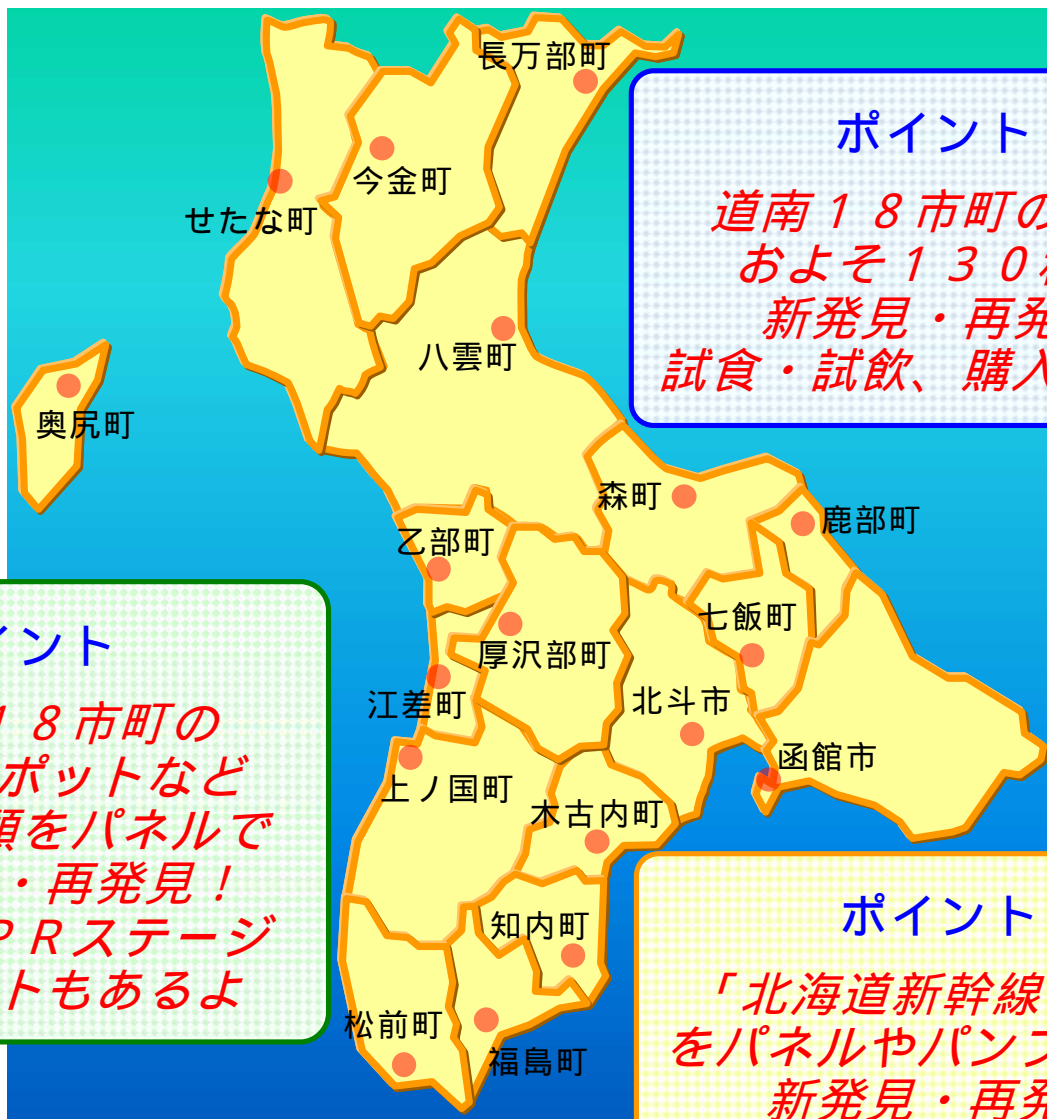 長万部町
今金町
せたな町
八雲町
奥尻町
森町
鹿部町
乙部町
七飯町
厚沢部町
江差町
北斗市
函館市
上ノ国町
木古内町
知内町
松前町
福島町
ポイント
道南１８市町の
およそ１３０
新発見・再発
試食・試飲、購入
イント
１８市町の
ポットなど
をパネルで
・再発見！
ＰＲステージ
トもあるよ
ポイント
「北海道新幹線
をパネルやパンフ
新発見・再発